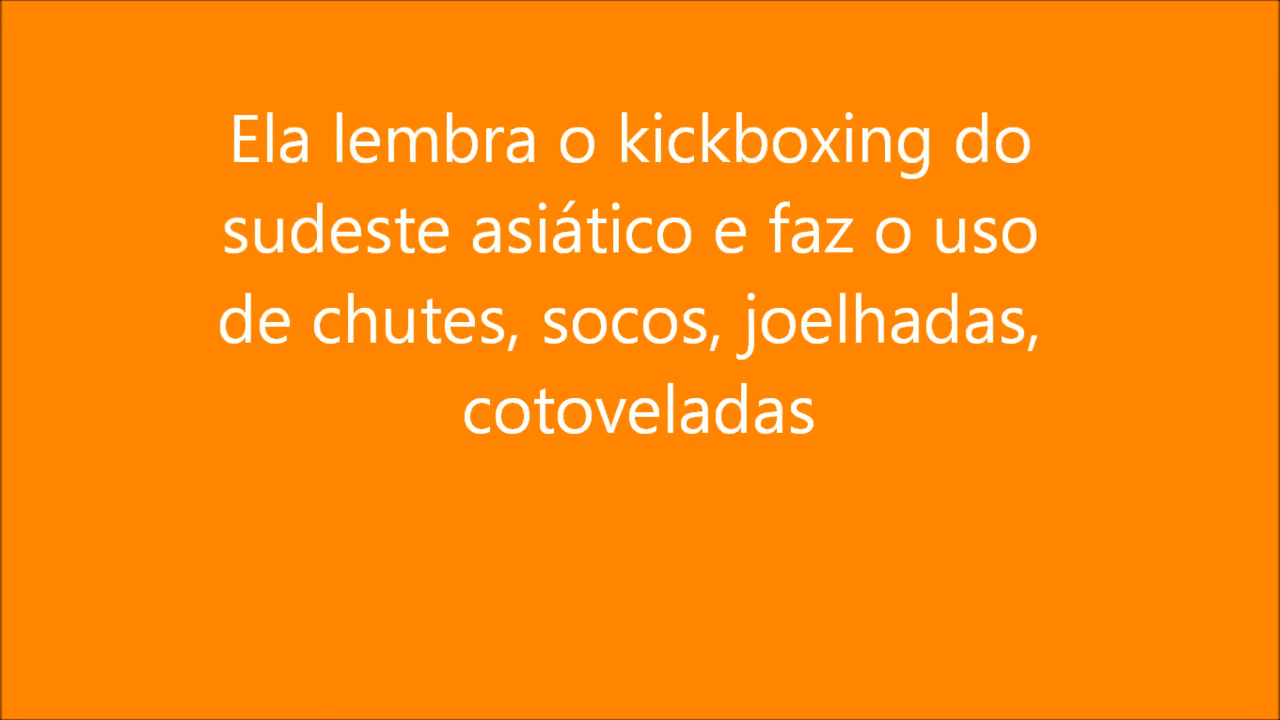 Ela lembra o kickboxing do
sudeste asiático e faz o uso
de chutes, socos, joelhadas,
cotoveladas